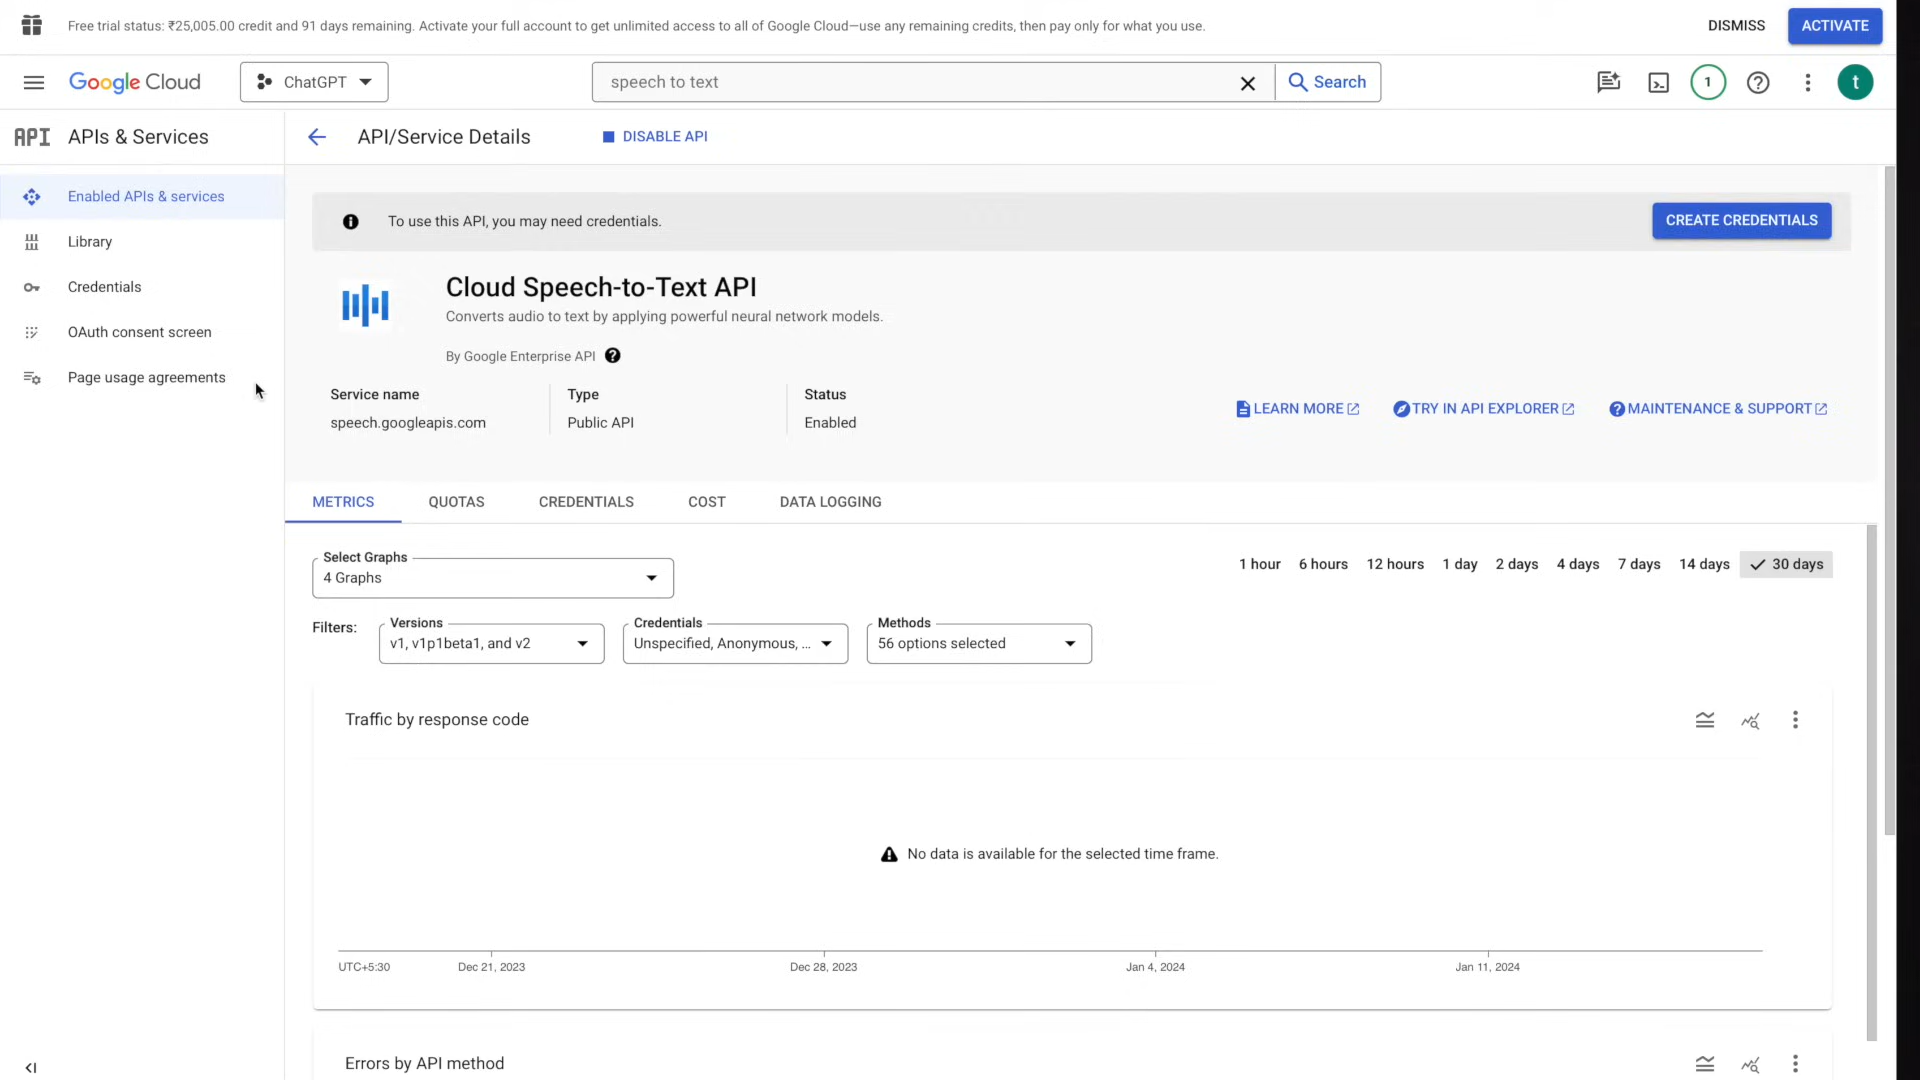 Free trial status: ₹25,005.00 credit and 91 days remaining. Activate your full account to get unlimited access to all of Google Cloud—use any remaining credits, then pay only for what you use.
DISMISS
ACTIVATE
Google Cloud
ChatGPT
speech to text
Search
1
t
API
APIs & Services
API/Service Details
DISABLE API
Enabled APIs & services
Library
Credentials
OAuth consent screen
Page usage agreements
To use this API, you may need credentials.
CREATE CREDENTIALS
Cloud Speech-to-Text API
Converts audio to text by applying powerful neural network models.
By Google Enterprise API
Service name
speech.googleapis.com
Type
Public API
Status
Enabled
LEARN MORE
TRY IN API EXPLORER
MAINTENANCE & SUPPORT
METRICS
QUOTAS
CREDENTIALS
COST
DATA LOGGING
Select Graphs
4 Graphs
1 hour
6 hours
12 hours
1 day
2 days
4 days
7 days
14 days
30 days
Filters:
Versions
v1, v1p1beta1, and v2
Credentials
Unspecified, Anonymous, ...
Methods
56 options selected
Traffic by response code
No data is available for the selected time frame.
UTC+5:30
Dec 21, 2023
Dec 28, 2023
Jan 4, 2024
Jan 11, 2024
Errors by API method